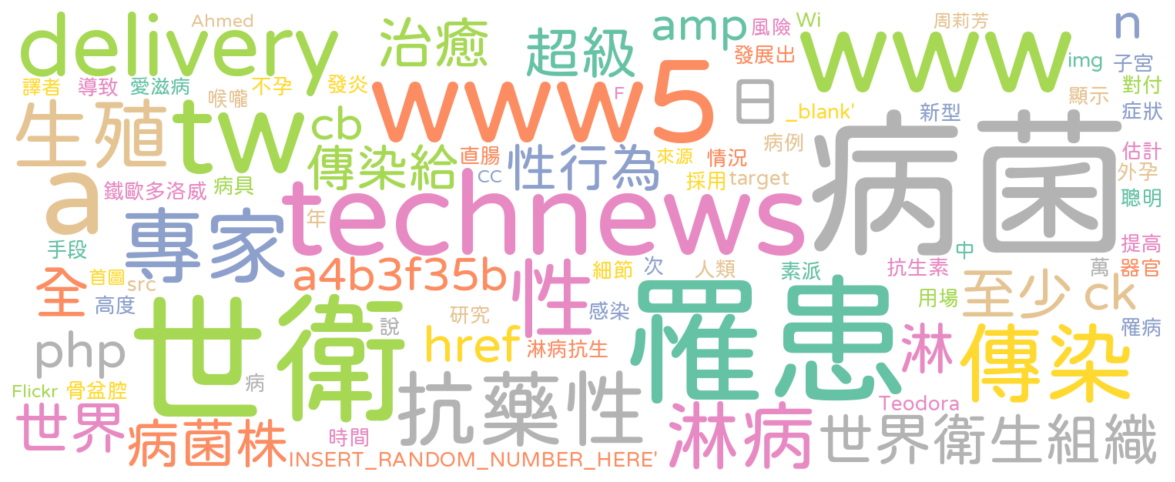 Ahmed
delivery
治癒
超級
amp
風險
Wi
周莉芳
n
發展出
www
img
子宮
譯者
導致
愛滋病
不孕
發炎
喉嚨
F
日
_blank'
新型
顯示
對付
症狀
生殖
tw
cb
www5
病菌
傳染給
直腸
cc
性行為
來源
情況
病例
採用
target
估計
外孕
聰明
a
鐵歐多洛威
病具
專家
年
technews
手段
中
提高
全
首圖
src
高度
a4b3f35b
性
細節
次
人類
素派
抗生素
萬
器官
感染
用場
至少
ck
世衛
說
研究
php
href
淋病抗生
罹患
淋
傳染
罹病
Flickr
骨盆腔
病
抗藥性
Teodora
世界
病菌株
時間
INSERT_RANDOM_NUMBER_HERE'
淋病
世界衛生組織